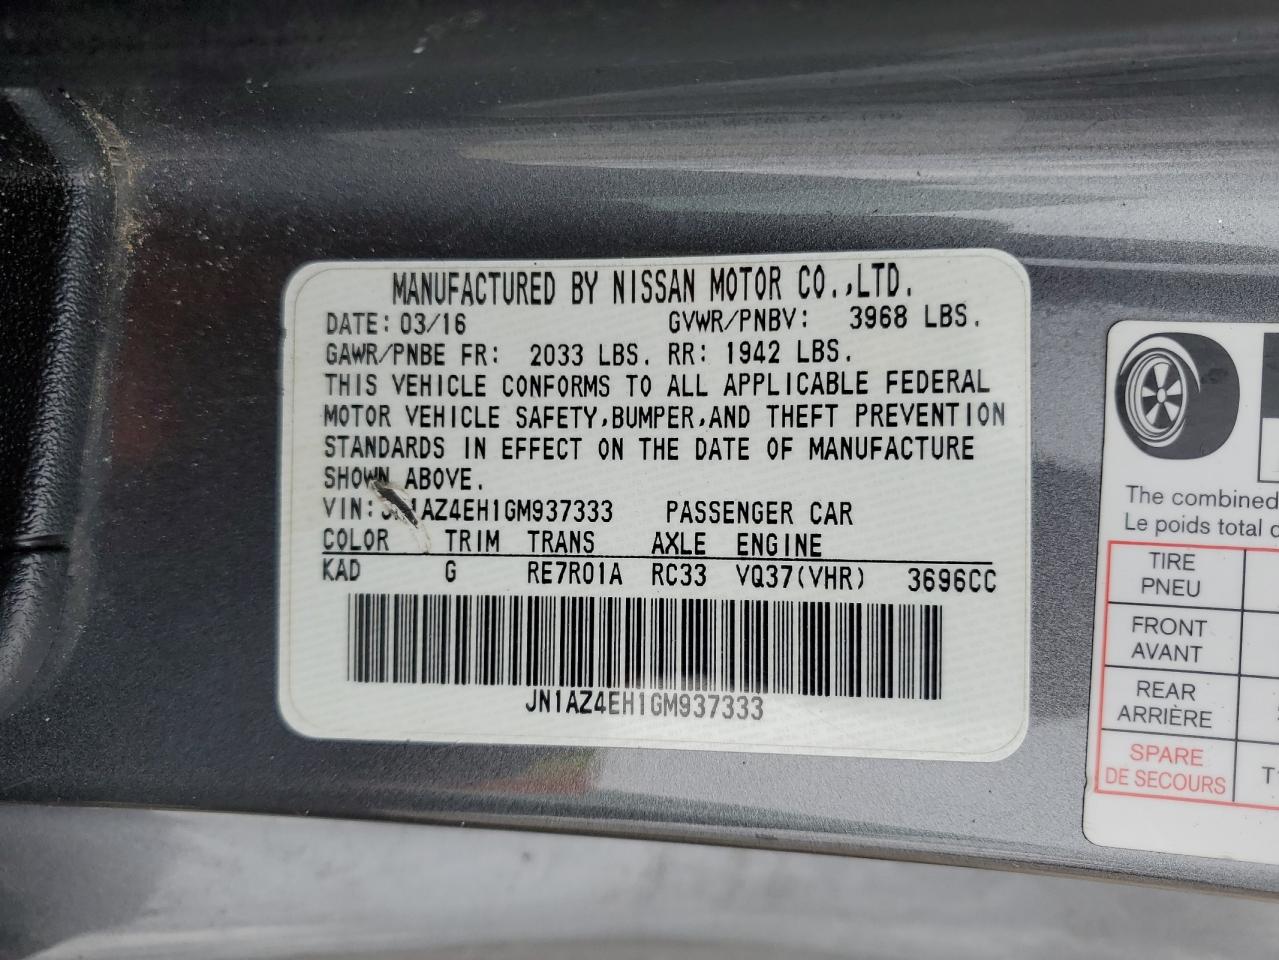 MANUFACTURED BY NISSAN MOTOR CO.,LTD.
DATE: 03/16 GVWR/PNBV: 3968 LBS.
GAWR/PNBE FR: 2033 LBS. RR: 1942 LBS.
THIS VEHICLE CONFORMS TO ALL APPLICABLE FEDERAL
MOTOR VEHICLE SAFETY,BUMPER,AND THEFT PREVENTION
STANDARDS IN EFFECT ON THE DATE OF MANUFACTURE
SHOWN ABOVE.
VIN: JN1AZ4EH1GM937333 PASSENGER CAR
COLOR TRIM TRANS AXLE ENGINE
KAD G RE7R01A RC33 VQ37(VHR) 3696CC
JN1AZ4EH1GM937333
The combined
Le poids total
TIRE
PNEU
FRONT
AVANT
REAR
ARRIÈRE
SPARE
DE SECOURS